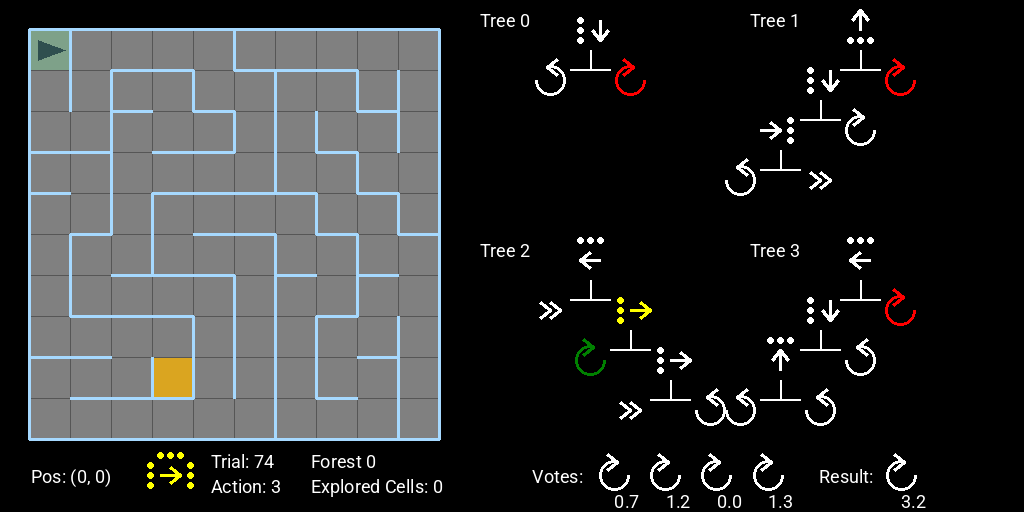 Tree 0
Tree 1
Tree 2
Tree 3
Pos: (0, 0)
Trial: 74
Forest 0
Action: 3
Explored Cells: 0
Votes:
0.7
1.2
0.0
1.3
Result:
3.2